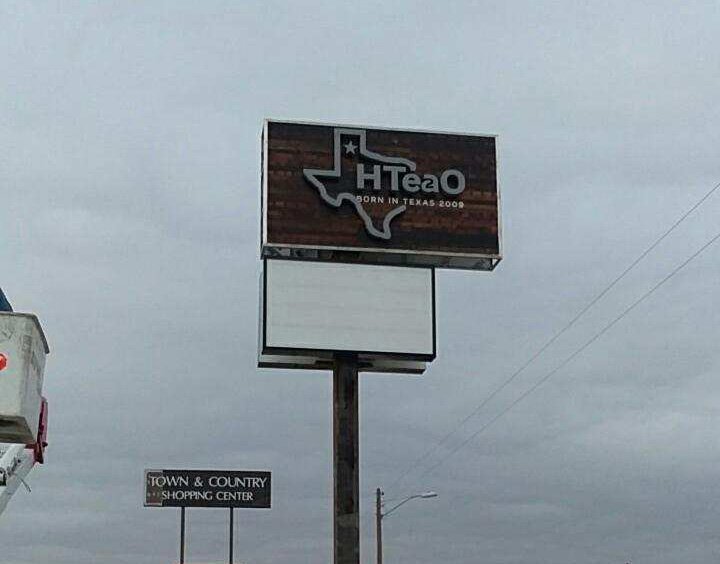 HTeaO
BORN IN TEXAS 2009
TOWN & COUNTRY
SHOPPING CENTER